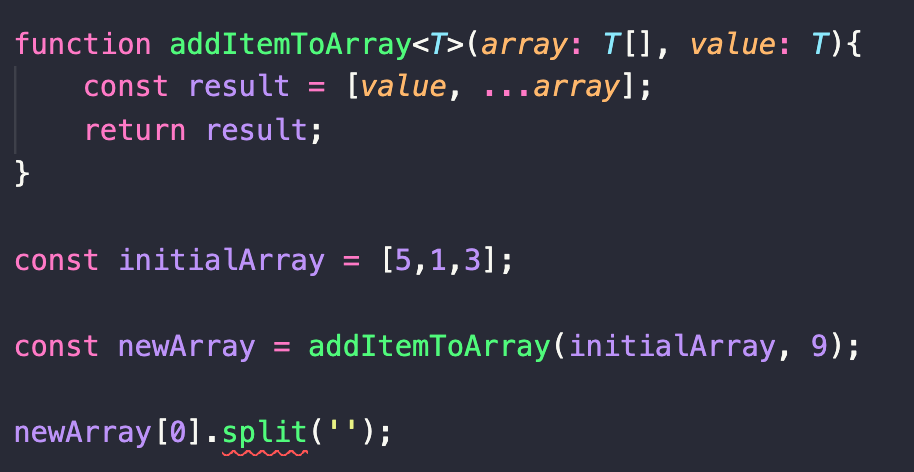 function addItemToArray<T>(array: T[], value: T){
    const result = [value, ...array];
    return result;
}
const initialArray = [5,1,3];
const newArray = addItemToArray(initialArray, 9);
newArray[0].split('');